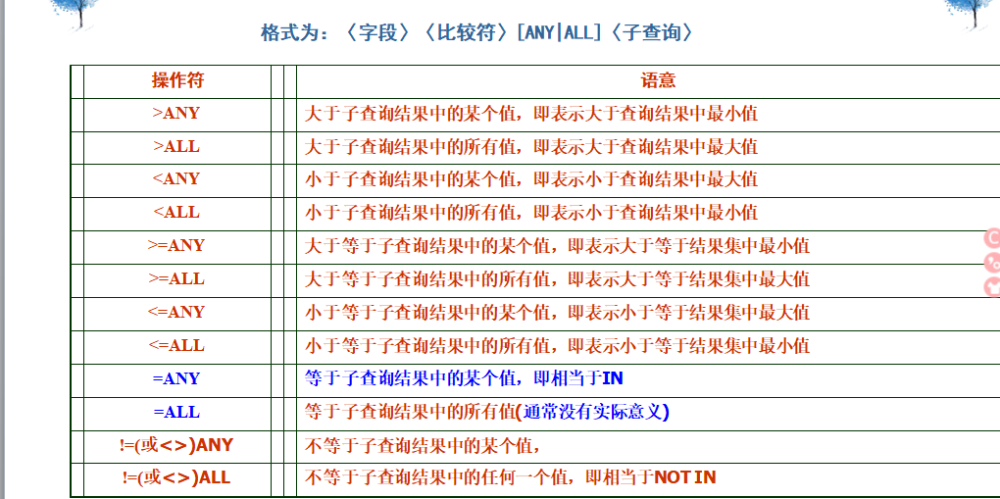 格式为：〈字段〉〈比较符〉[ANY|ALL]〈子查询〉
操作符 语意
>ANY 大于子查询结果中的某个值，即表示大于查询结果中最小值
>ALL 大于子查询结果中的所有值，即表示大于查询结果中最大值
<ANY 小于子查询结果中的某个值，即表示小于查询结果中最大值
<ALL 小于子查询结果中的所有值，即表示小于查询结果中最小值
>=ANY 大于等于子查询结果中的某个值，即表示大于等于结果集中最小值
>=ALL 大于等于子查询结果中的所有值，即表示大于等于结果集中最大值
<=ANY 小于等于子查询结果中的某个值，即表示小于等于结果集中最大值
<=ALL 小于等于子查询结果中的所有值，即表示小于等于结果集中最小值
=ANY 等于子查询结果中的某个值，即相当于IN
=ALL 等于子查询结果中的所有值(通常没有实际意义)
!=(或<>)ANY 不等于子查询结果中的某个值，
!=(或<>)ALL 不等于子查询结果中的任何一个值，即相当于NOT IN